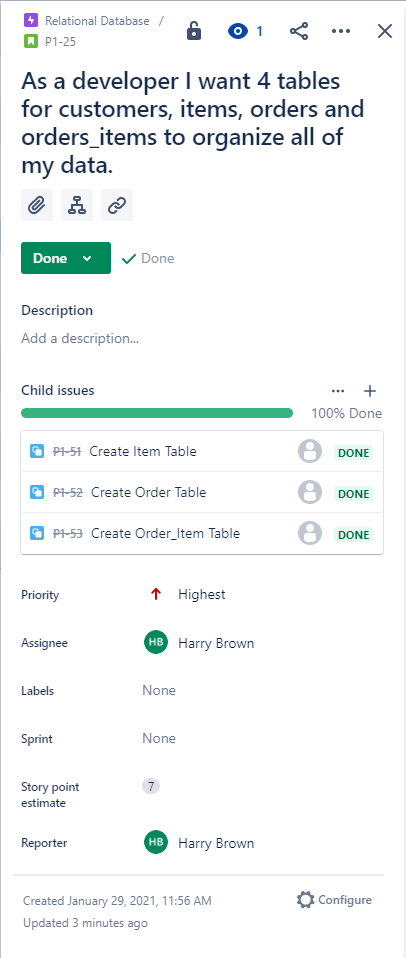 Relational Database /
P1-25
1
As a developer I want 4 tables
for customers, items, orders and
orders_items to organize all of
my data.
Done
Done
Description
Add a description...
Child issues
100% Done
P1-51 Create Item Table DONE
P1-52 Create Order Table DONE
P1-53 Create Order_Item Table DONE
Priority Highest
Assignee HB Harry Brown
Labels None
Sprint None
Story point
estimate
7
Reporter HB Harry Brown
Created January 29, 2021, 11:56 AM
Configure
Updated 3 minutes ago